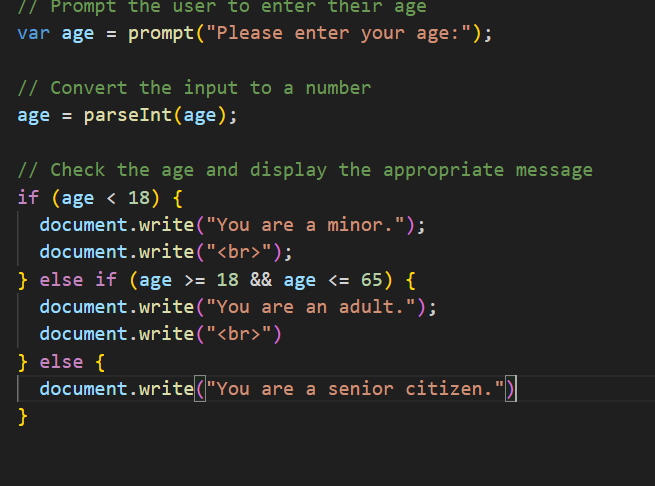 // Prompt the user to enter their age
var age = prompt("Please enter your age:");
// Convert the input to a number
age = parseInt(age);
// Check the age and display the appropriate message
if (age < 18) {
  document.write("You are a minor.");
  document.write("<br>");
} else if (age >= 18 && age <= 65) {
  document.write("You are an adult.");
  document.write("<br>")
} else {
  document.write("You are a senior citizen.")
}